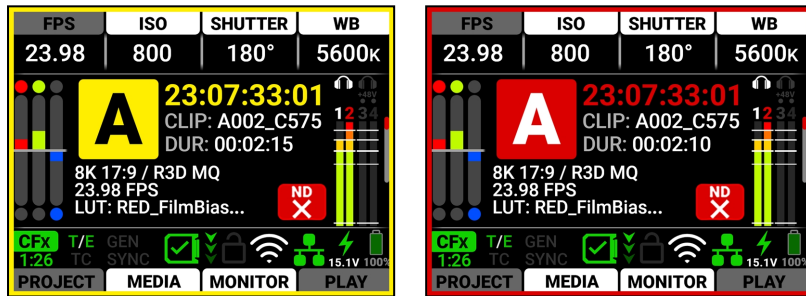 FPS ISO SHUTTER WB
23.98 800 180° 5600K
A
23:07:33:01
+48V
1 2 3 4
CLIP: A002_C575
DUR: 00:02:15
8K 17:9 / R3D MQ
23.98 FPS
LUT: RED_FilmBias...
ND
CFx T/E GEN
1:26 TC SYNC 15.1V 100%
PROJECT MEDIA MONITOR PLAY
FPS ISO SHUTTER WB
23.98 800 180° 5600K
A
23:07:33:01
+48V
1 2 3 4
CLIP: A002_C575
DUR: 00:02:10
8K 17:9 / R3D MQ
23.98 FPS
LUT: RED_FilmBias...
ND
CFx T/E GEN
1:26 TC SYNC 15.1V 100%
PROJECT MEDIA MONITOR PLAY